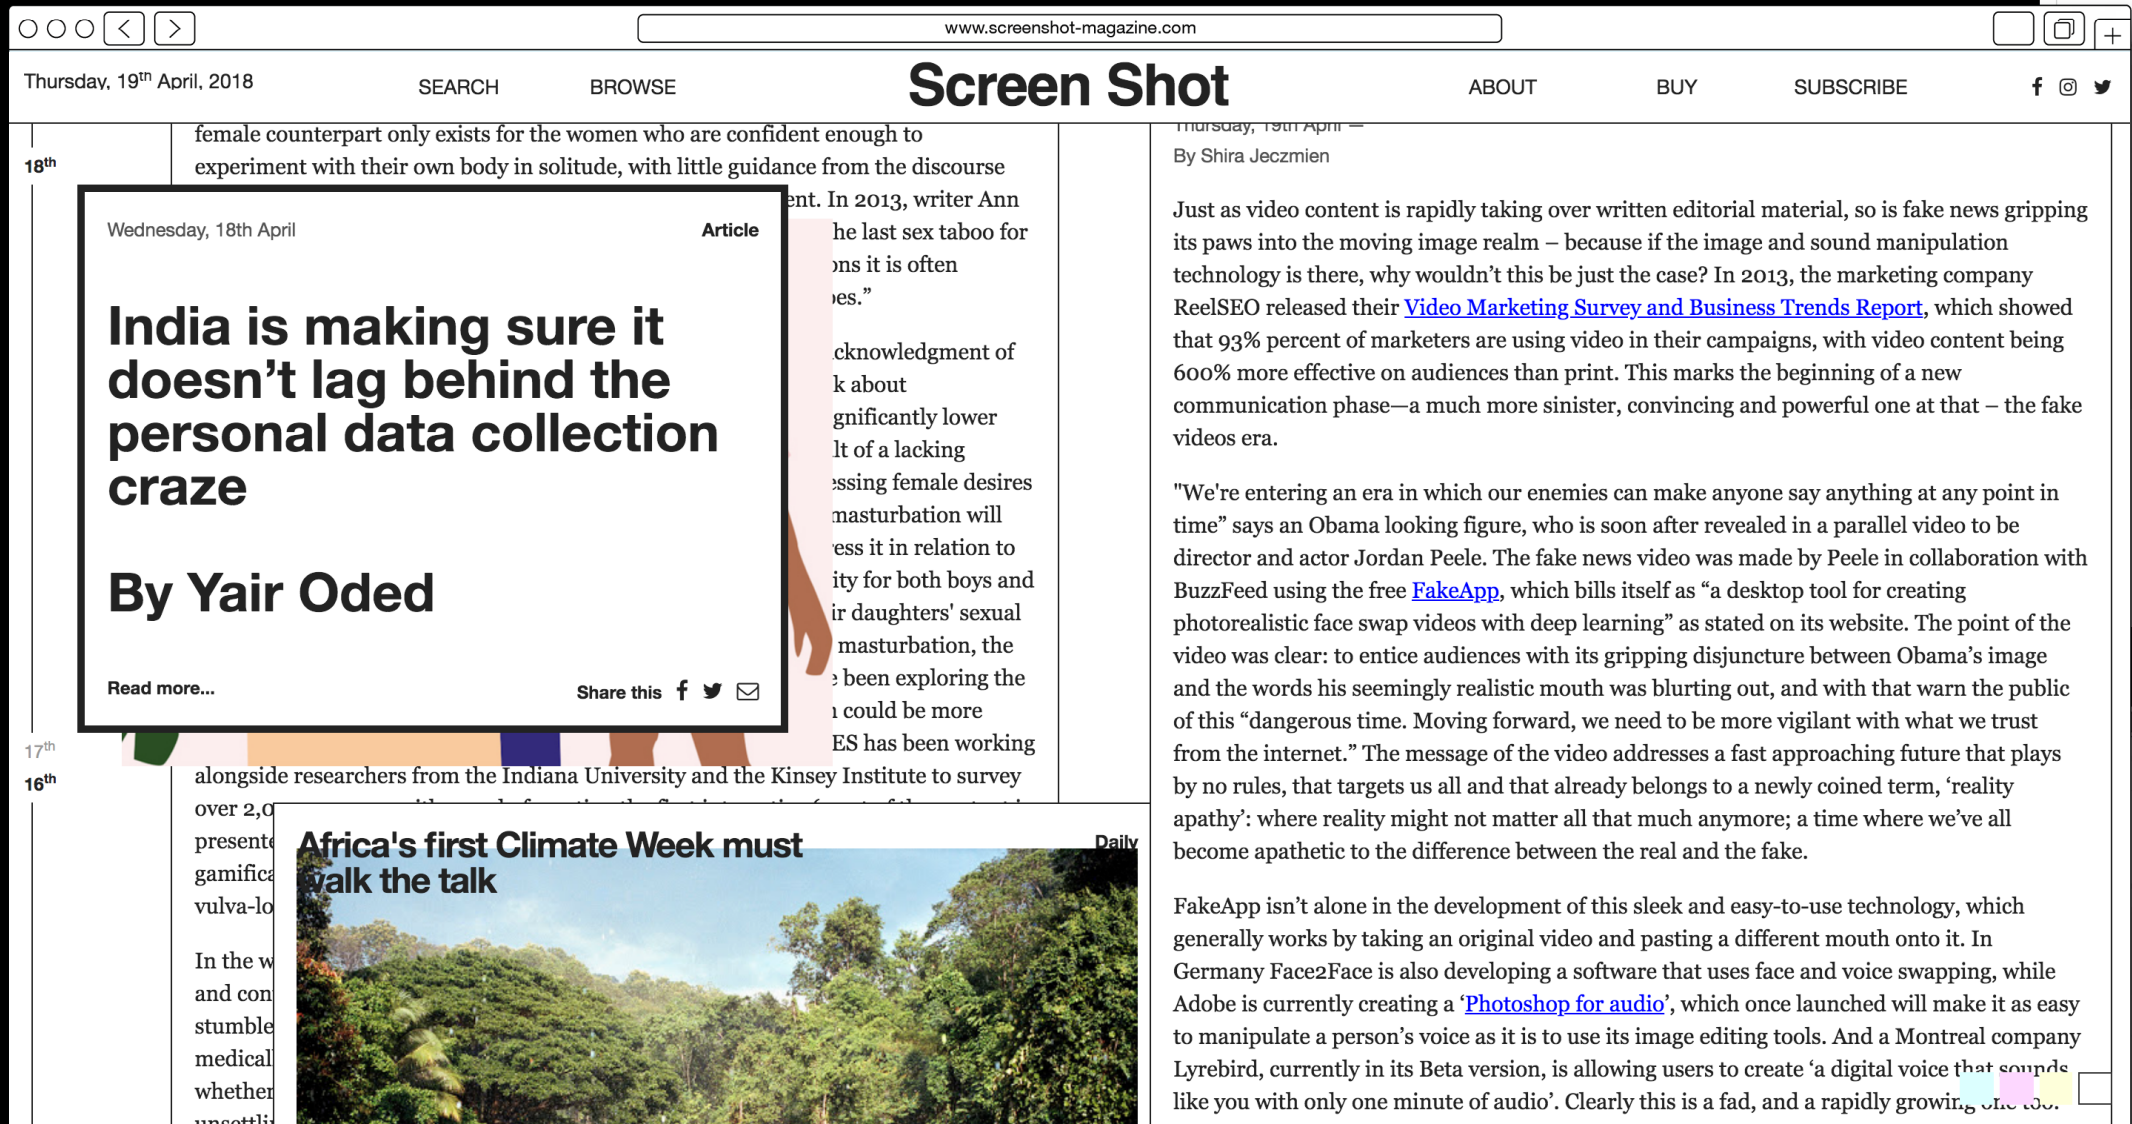 www.screenshot-magazine.com
Thursday, 19th April, 2018
SEARCH
BROWSE
Screen Shot
ABOUT
BUY
SUBSCRIBE
18th
17th
16th
female counterpart only exists for the women who are confident enough to
experiment with their own body in solitude, with little guidance from the discourse
In 2013, writer Ann
last sex taboo for
it is often
Wednesday, 18th April
Article
India is making sure it
doesn’t lag behind the
personal data collection
craze
By Yair Oded
Read more...
Share this
of
about
lower
of a lacking
female desires
masturbation will
it in relation to
for both boys and
daughters' sexual
masturbation, the
been exploring the
could be more
has been working
alongside researchers from the Indiana University and the Kinsey Institute to survey
over
In the
and
Africa's first Climate Week must
walk the talk
Daily
Thursday, 19th April —
By Shira Jeczmien
Just as video content is rapidly taking over written editorial material, so is fake news gripping
its paws into the moving image realm – because if the image and sound manipulation
technology is there, why wouldn’t this be just the case? In 2013, the marketing company
ReelSEO released their Video Marketing Survey and Business Trends Report, which showed
that 93% percent of marketers are using video in their campaigns, with video content being
600% more effective on audiences than print. This marks the beginning of a new
communication phase—a much more sinister, convincing and powerful one at that – the fake
videos era.
"We're entering an era in which our enemies can make anyone say anything at any point in
time” says an Obama looking figure, who is soon after revealed in a parallel video to be
director and actor Jordan Peele. The fake news video was made by Peele in collaboration with
BuzzFeed using the free FakeApp, which bills itself as “a desktop tool for creating
photorealistic face swap videos with deep learning” as stated on its website. The point of the
video was clear: to entice audiences with its gripping disjuncture between Obama’s image
and the words his seemingly realistic mouth was blurting out, and with that warn the public
of this “dangerous time. Moving forward, we need to be more vigilant with what we trust
from the internet.” The message of the video addresses a fast approaching future that plays
by no rules, that targets us all and that already belongs to a newly coined term, ‘reality
apathy’: where reality might not matter all that much anymore; a time where we’ve all
become apathetic to the difference between the real and the fake.
FakeApp isn’t alone in the development of this sleek and easy-to-use technology, which
generally works by taking an original video and pasting a different mouth onto it. In
Germany Face2Face is also developing a software that uses face and voice swapping, while
Adobe is currently creating a ‘Photoshop for audio’, which once launched will make it as easy
to manipulate a person’s voice as it is to use its image editing tools. And a Montreal company
Lyrebird, currently in its Beta version, is allowing users to create ‘a digital voice that sounds
like you with only one minute of audio’. Clearly this is a fad, and a rapidly growing one too.